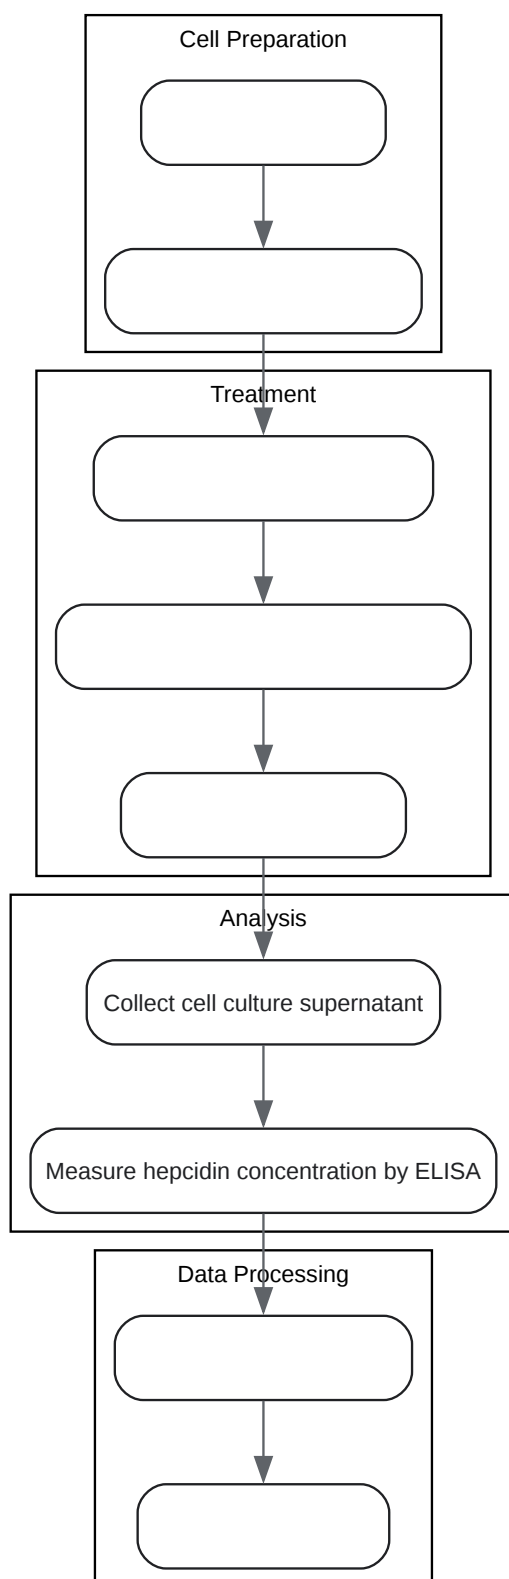 Cell Preparation
Treatment
Analysis
Collect cell culture supernatant
Measure hepcidin concentration by ELISA
Data Processing